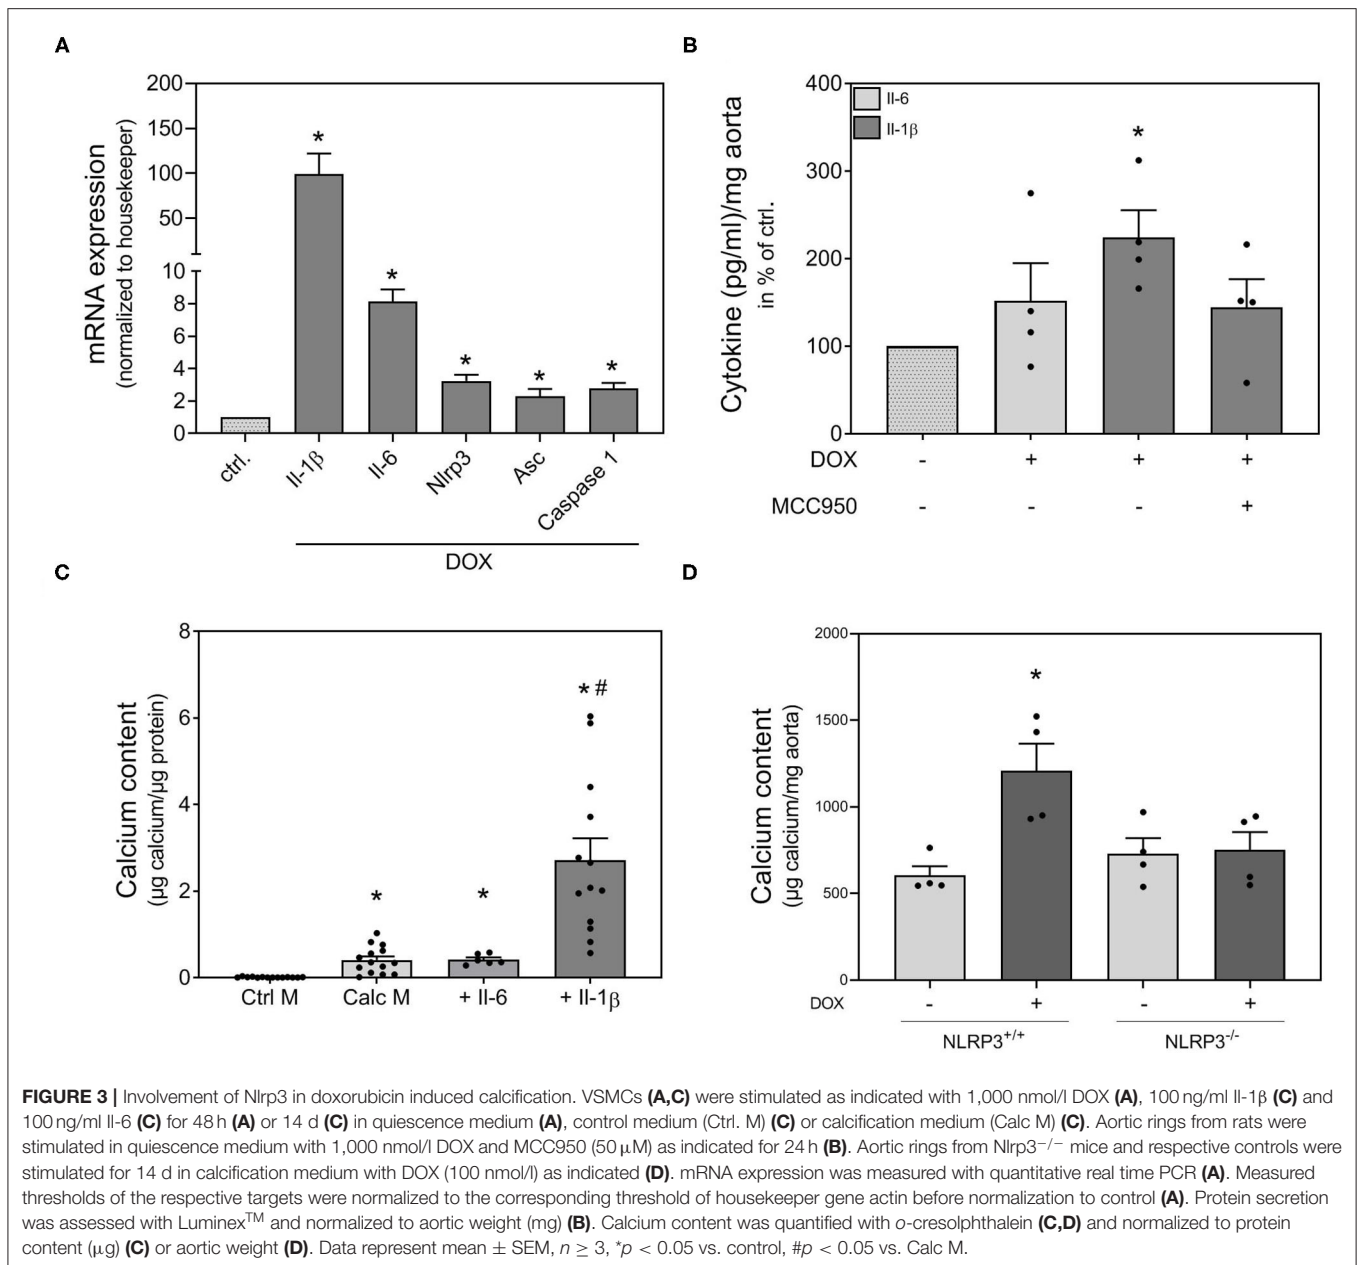 A
mRNA expression
(normalized to housekeeper)
200
150
100
50
10
8
6
4
2
0
*
*
*
*
*
ctrl.
Il-1β
Il-6
Nlrp3
Asc
Caspase 1
DOX
B
Cytokine (pg/ml)/mg aorta
in % of ctrl.
400
300
200
100
0
Il-6
Il-1β
*
DOX - + + +
MCC950 - - - +
C
Calcium content
(µg calcium/µg protein)
8
6
4
2
0
*
*
* #
Ctrl M
Calc M
+ Il-6
+ Il-1β
D
Calcium content
(µg calcium/mg aorta)
2000
1500
1000
500
0
*
DOX - + - +
NLRP3+/+
NLRP3-/-
FIGURE 3 | Involvement of Nlrp3 in doxorubicin induced calcification. VSMCs (A,C) were stimulated as indicated with 1,000 nmol/l DOX (A), 100 ng/ml Il-1β (C) and
100 ng/ml Il-6 (C) for 48 h (A) or 14 d (C) in quiescence medium (A), control medium (Ctrl. M) (C) or calcification medium (Calc M) (C). Aortic rings from rats were
stimulated in quiescence medium with 1,000 nmol/l DOX and MCC950 (50 µM) as indicated for 24 h (B). Aortic rings from Nlrp3−/− mice and respective controls were
stimulated for 14 d in calcification medium with DOX (100 nmol/l) as indicated (D). mRNA expression was measured with quantitative real time PCR (A). Measured
thresholds of the respective targets were normalized to the corresponding threshold of housekeeper gene actin before normalization to control (A). Protein secretion
was assessed with Luminex™ and normalized to aortic weight (mg) (B). Calcium content was quantified with o-cresolphthalein (C,D) and normalized to protein
content (µg) (C) or aortic weight (D). Data represent mean ± SEM, n ≥ 3, *p < 0.05 vs. control, #p < 0.05 vs. Calc M.